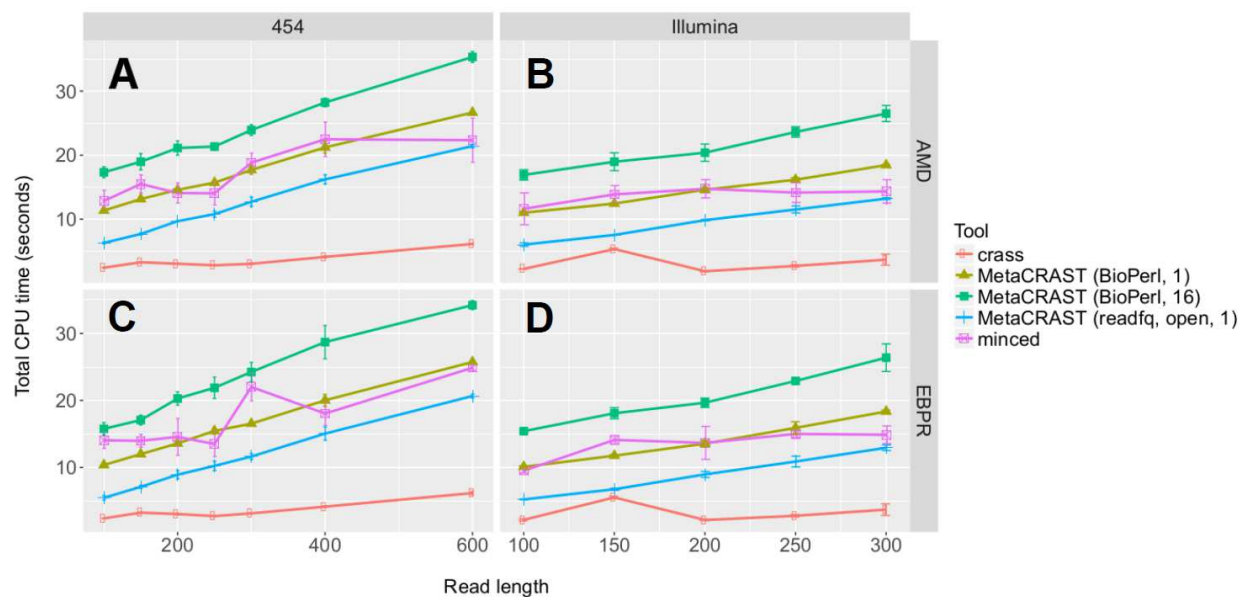 454
Illumina
A
B
30
20
10
AMD
C
D
30
20
10
EBPR
Total CPU time (seconds)
200
400
600
100
150
200
250
300
Read length
Tool
crass
MetaCRAST (BioPerl, 1)
MetaCRAST (BioPerl, 16)
MetaCRAST (readfq, open, 1)
minced